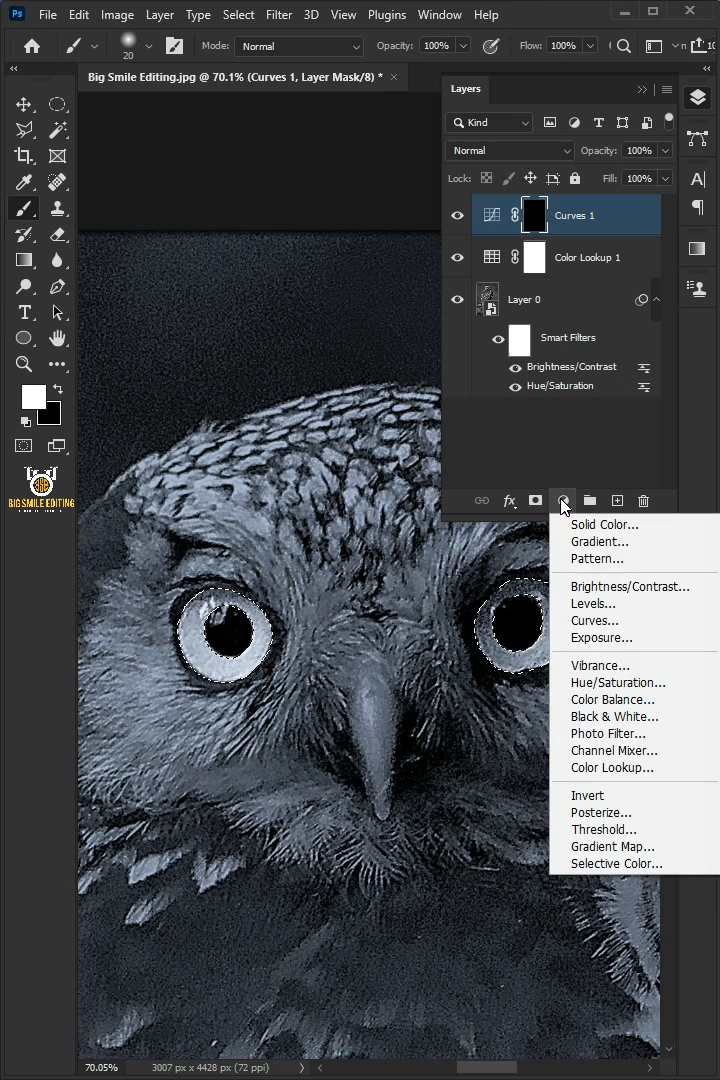 Ps File Edit Image Layer Type Select Filter 3D View Plugins Window Help
20 Mode: Normal Opacity: 100% Flow: 100%
Big Smile Editing.jpg @ 70.1% (Curves 1, Layer Mask/8) *
Layers
Kind
Normal Opacity: 100%
Lock: Fill: 100%
Curves 1
Color Lookup 1
Layer 0
Smart Filters
Brightness/Contrast
Hue/Saturation
fx
BIG SMILE EDITING
Solid Color...
Gradient...
Pattern...
Brightness/Contrast...
Levels...
Curves...
Exposure...
Vibrance...
Hue/Saturation...
Color Balance...
Black & White...
Photo Filter...
Channel Mixer...
Color Lookup...
Invert
Posterize...
Threshold...
Gradient Map...
Selective Color...
70.05% 3007 px x 4428 px (72 ppi)